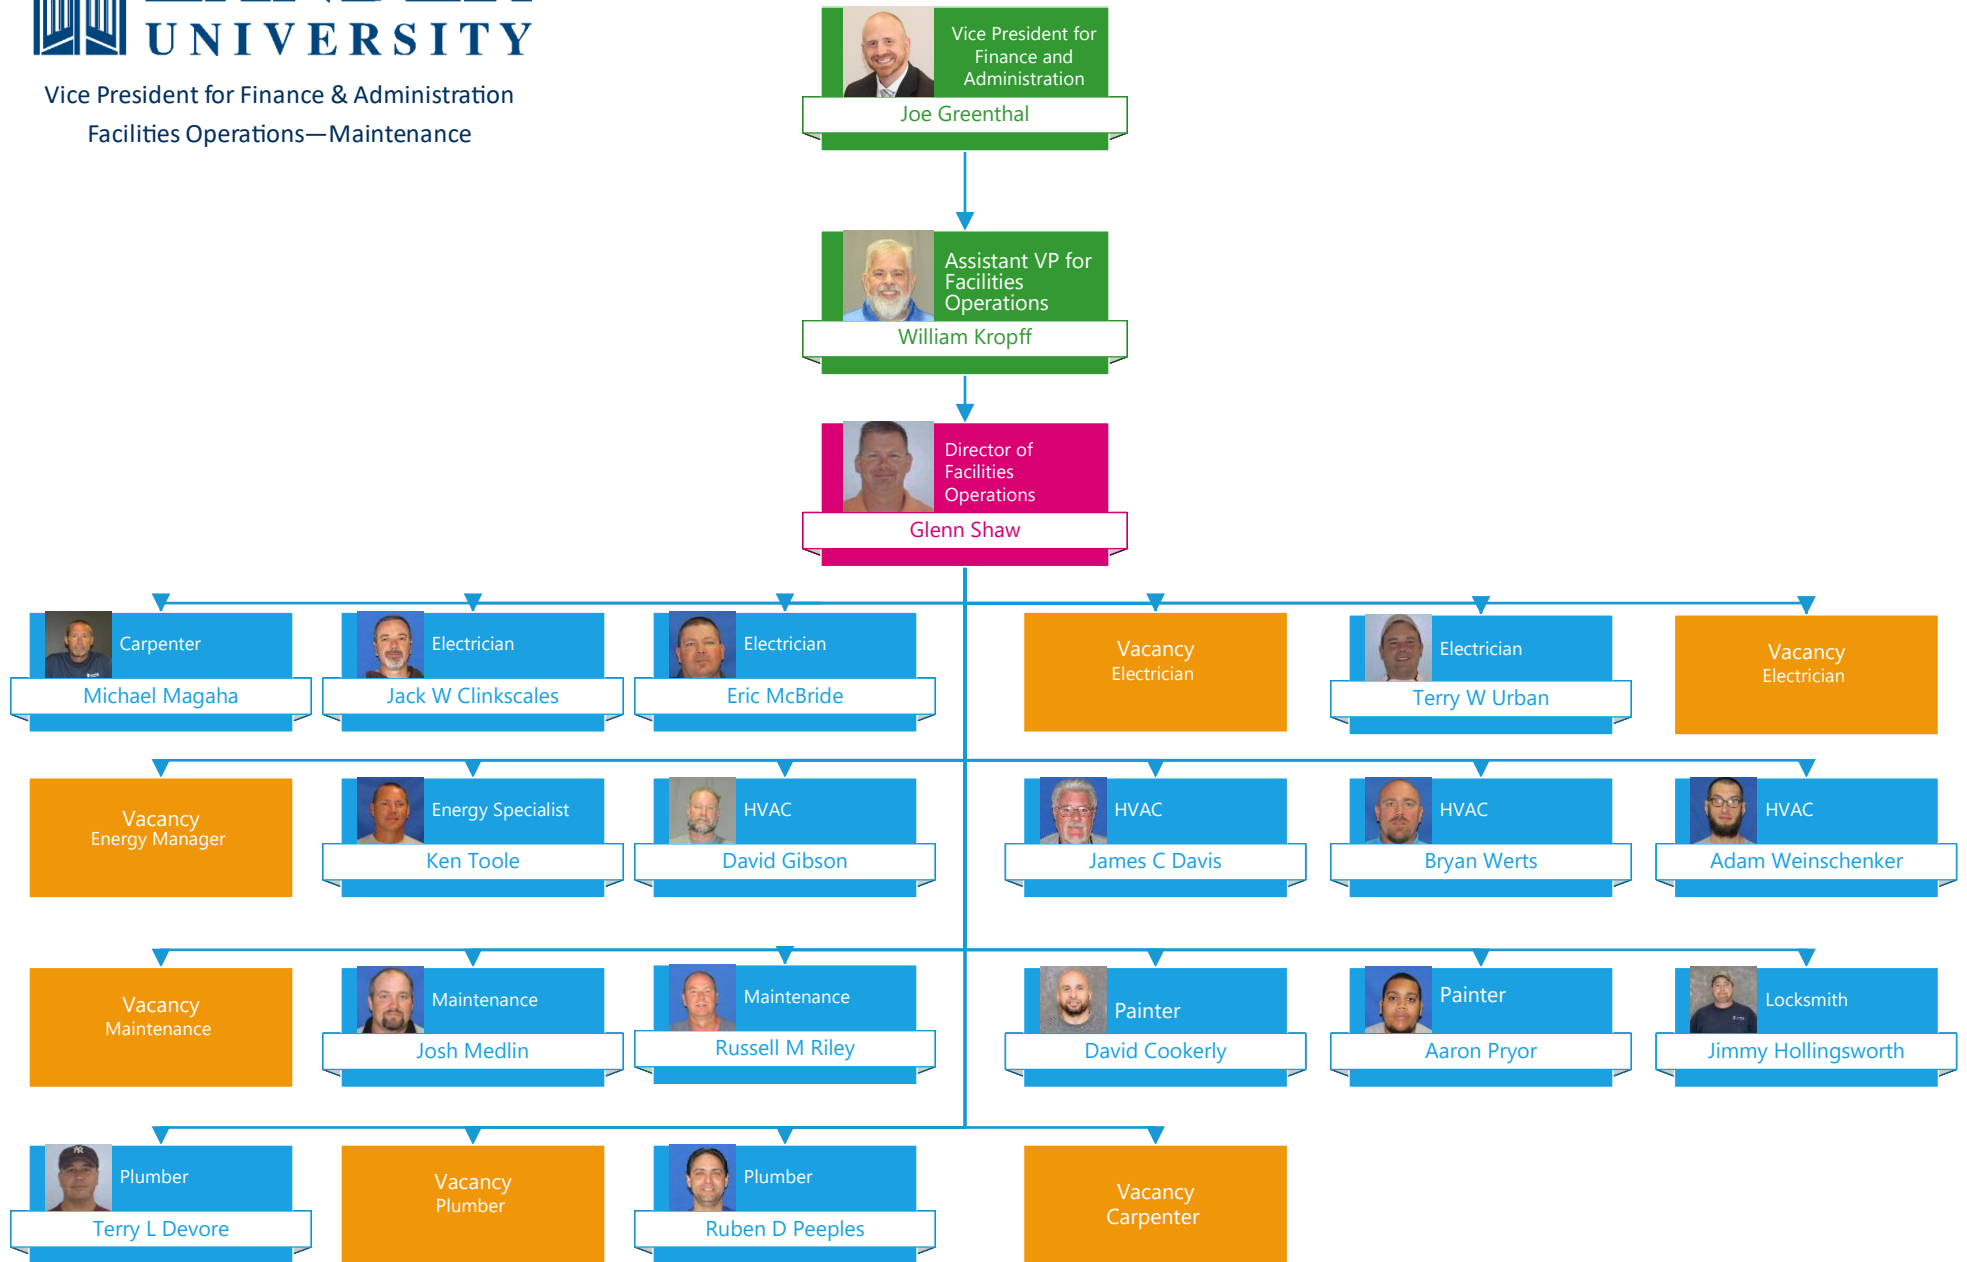 UNIVERSITY
Vice President for Finance & Administration
Facilities Operations—Maintenance
Vice President for
Finance and
Administration
Joe Greenthal
Assistant VP for
Facilities
Operations
William Kropff
Director of
Facilities
Operations
Glenn Shaw
Carpenter
Michael Magaha
Electrician
Jack W Clinkscales
Electrician
Eric McBride
Vacancy
Electrician
Electrician
Terry W Urban
Vacancy
Electrician
Vacancy
Energy Manager
Energy Specialist
Ken Toole
HVAC
David Gibson
HVAC
James C Davis
HVAC
Bryan Werts
HVAC
Adam Weinschenker
Vacancy
Maintenance
Maintenance
Josh Medlin
Maintenance
Russell M Riley
Painter
David Cookerly
Painter
Aaron Pryor
Locksmith
Jimmy Hollingsworth
Plumber
Terry L Devore
Vacancy
Plumber
Plumber
Ruben D Peeples
Vacancy
Carpenter